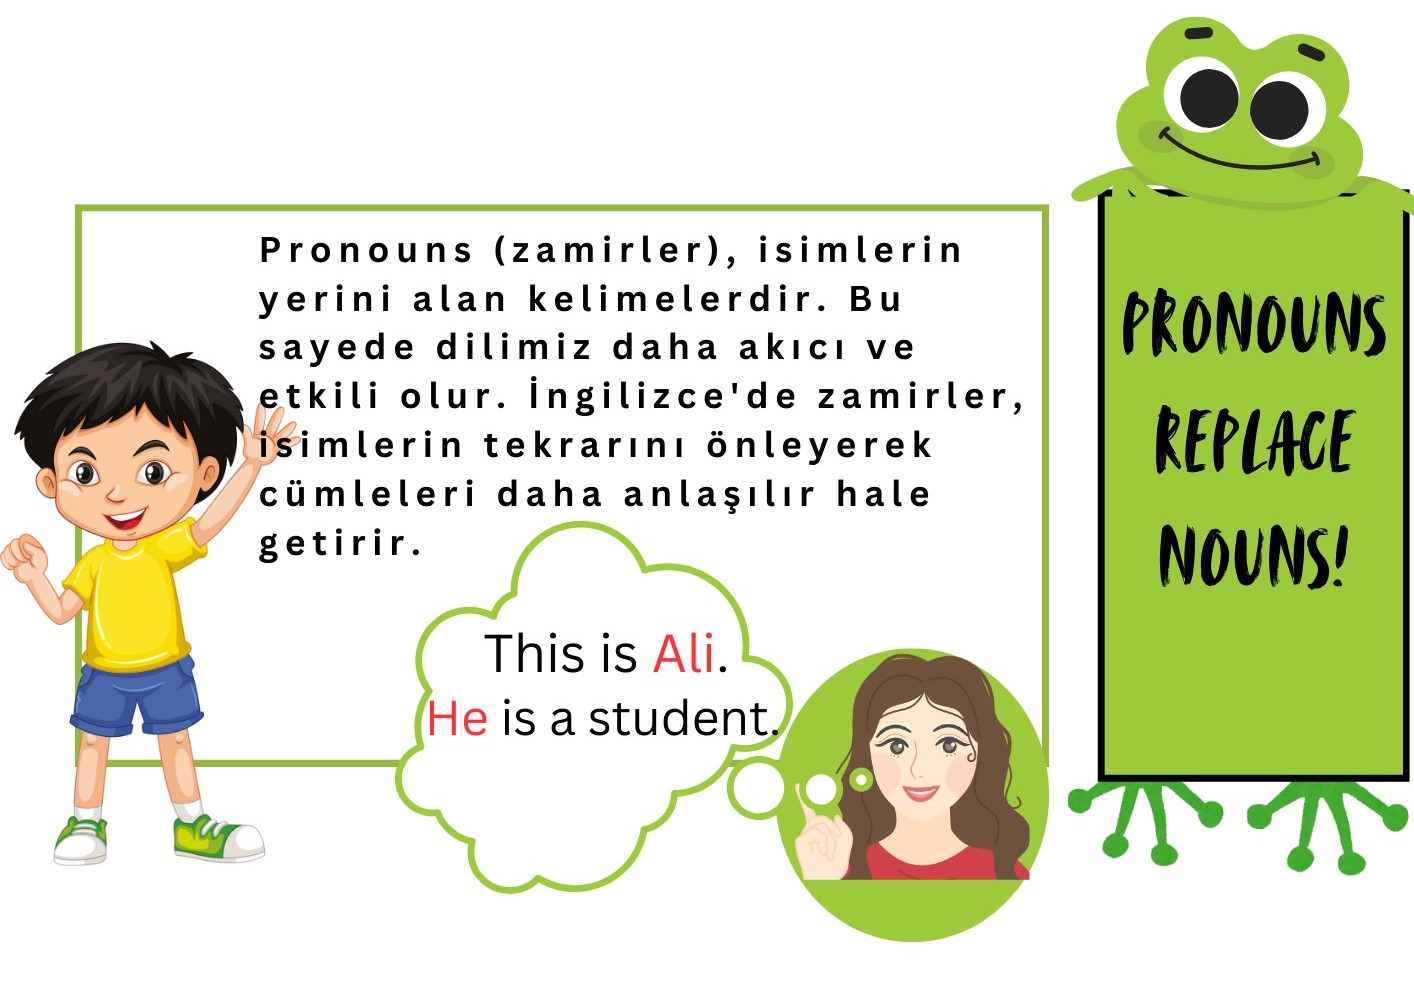 Pronouns (zamirler), isimlerin
yerini alan kelimelerdir. Bu
sayede dilimiz daha akıcı ve
etkili olur. İngilizce'de zamirler,
isimlerin tekrarını önleyerek
cümleleri daha anlaşılır hale
getirir.
This is Ali.
He is a student.
PRONOUNS
REPLACE
NOUNS!